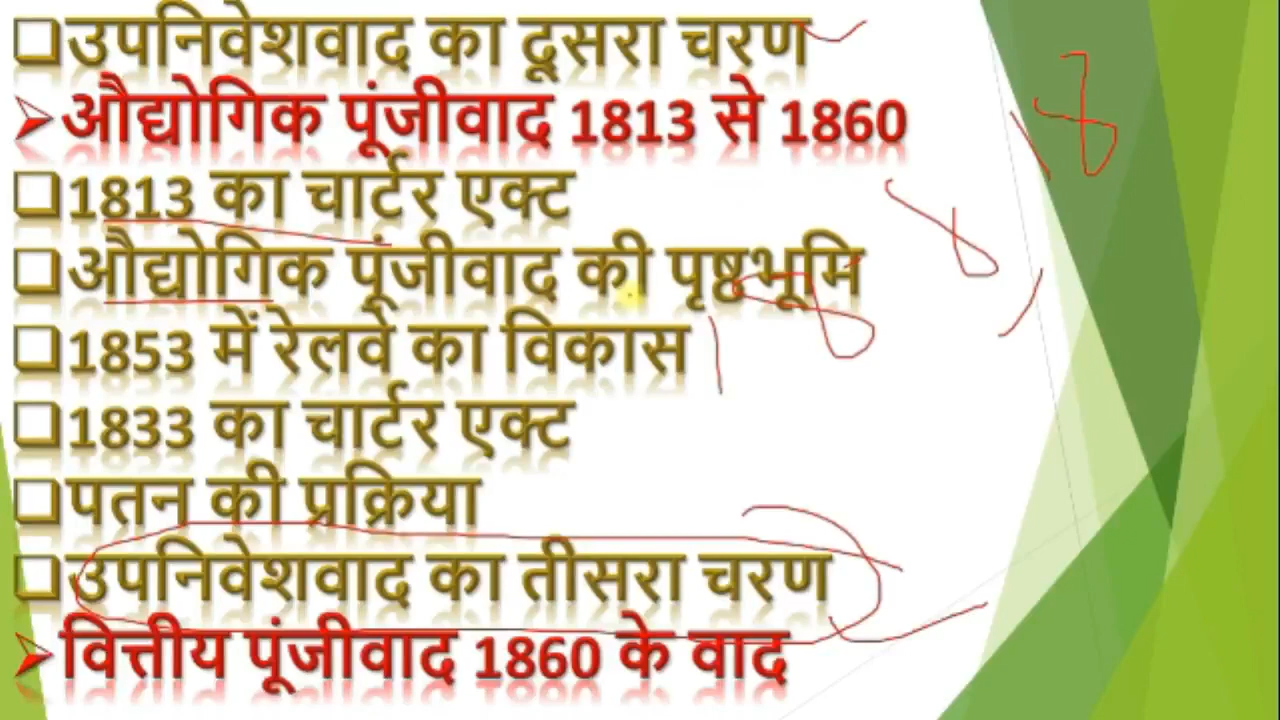 उपनिवेशवाद का दूसरा चरण
औद्योगिक पूंजीवाद 1813 से 1860
1813 का चार्टर एक्ट
औद्योगिक पूंजीवाद की पृष्ठभूमि
1853 में रेलवे का विकास
1833 का चार्टर एक्ट
पतन की प्रक्रिया
उपनिवेशवाद का तीसरा चरण
वित्तीय पूंजीवाद 1860 के वाद